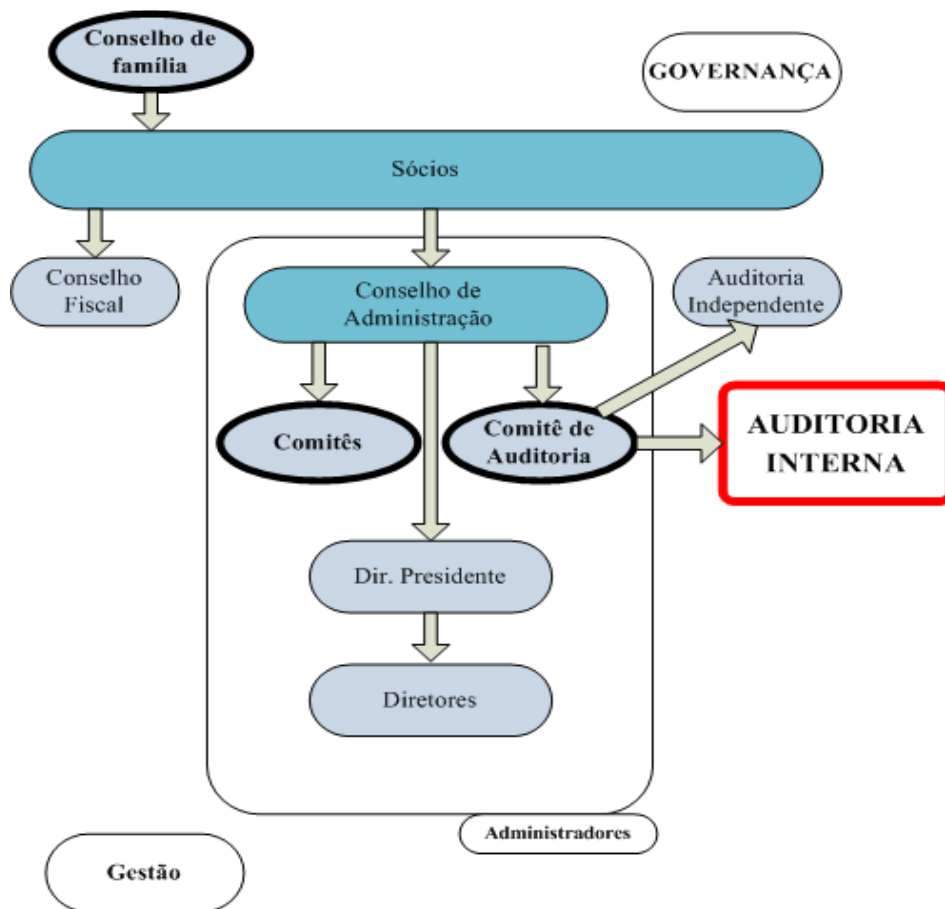 Conselho de
família
GOVERNANÇA
Sócios
Conselho
Fiscal
Conselho de
Administração
Auditoria
Independente
Comitês
Comitê de
Auditoria
AUDITORIA
INTERNA
Dir. Presidente
Diretores
Administradores
Gestão